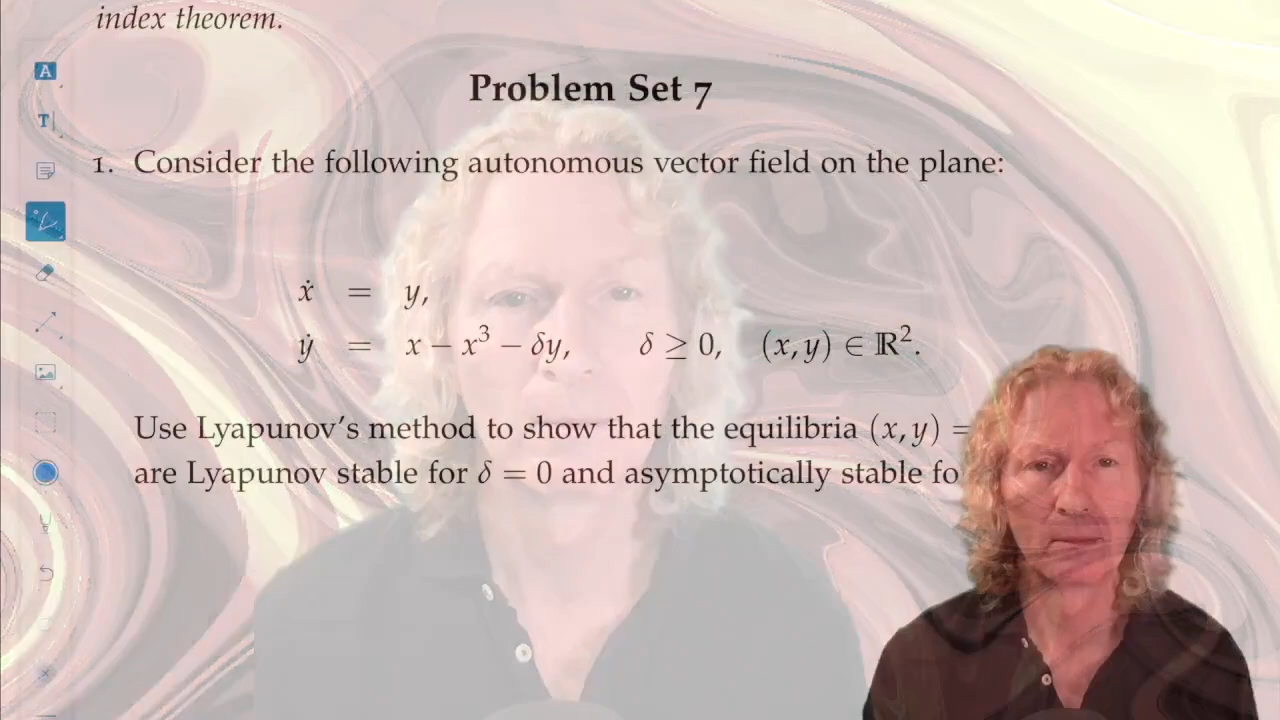 index theorem.
Problem Set 7
1. Consider the following autonomous vector field on the plane:
ẋ = y,
ẏ = x − x³ − δy, δ ≥ 0, (x, y) ∈ ℝ².
Use Lyapunov's method to show that the equilibria (x, y) =
are Lyapunov stable for δ = 0 and asymptotically stable fo
A
T